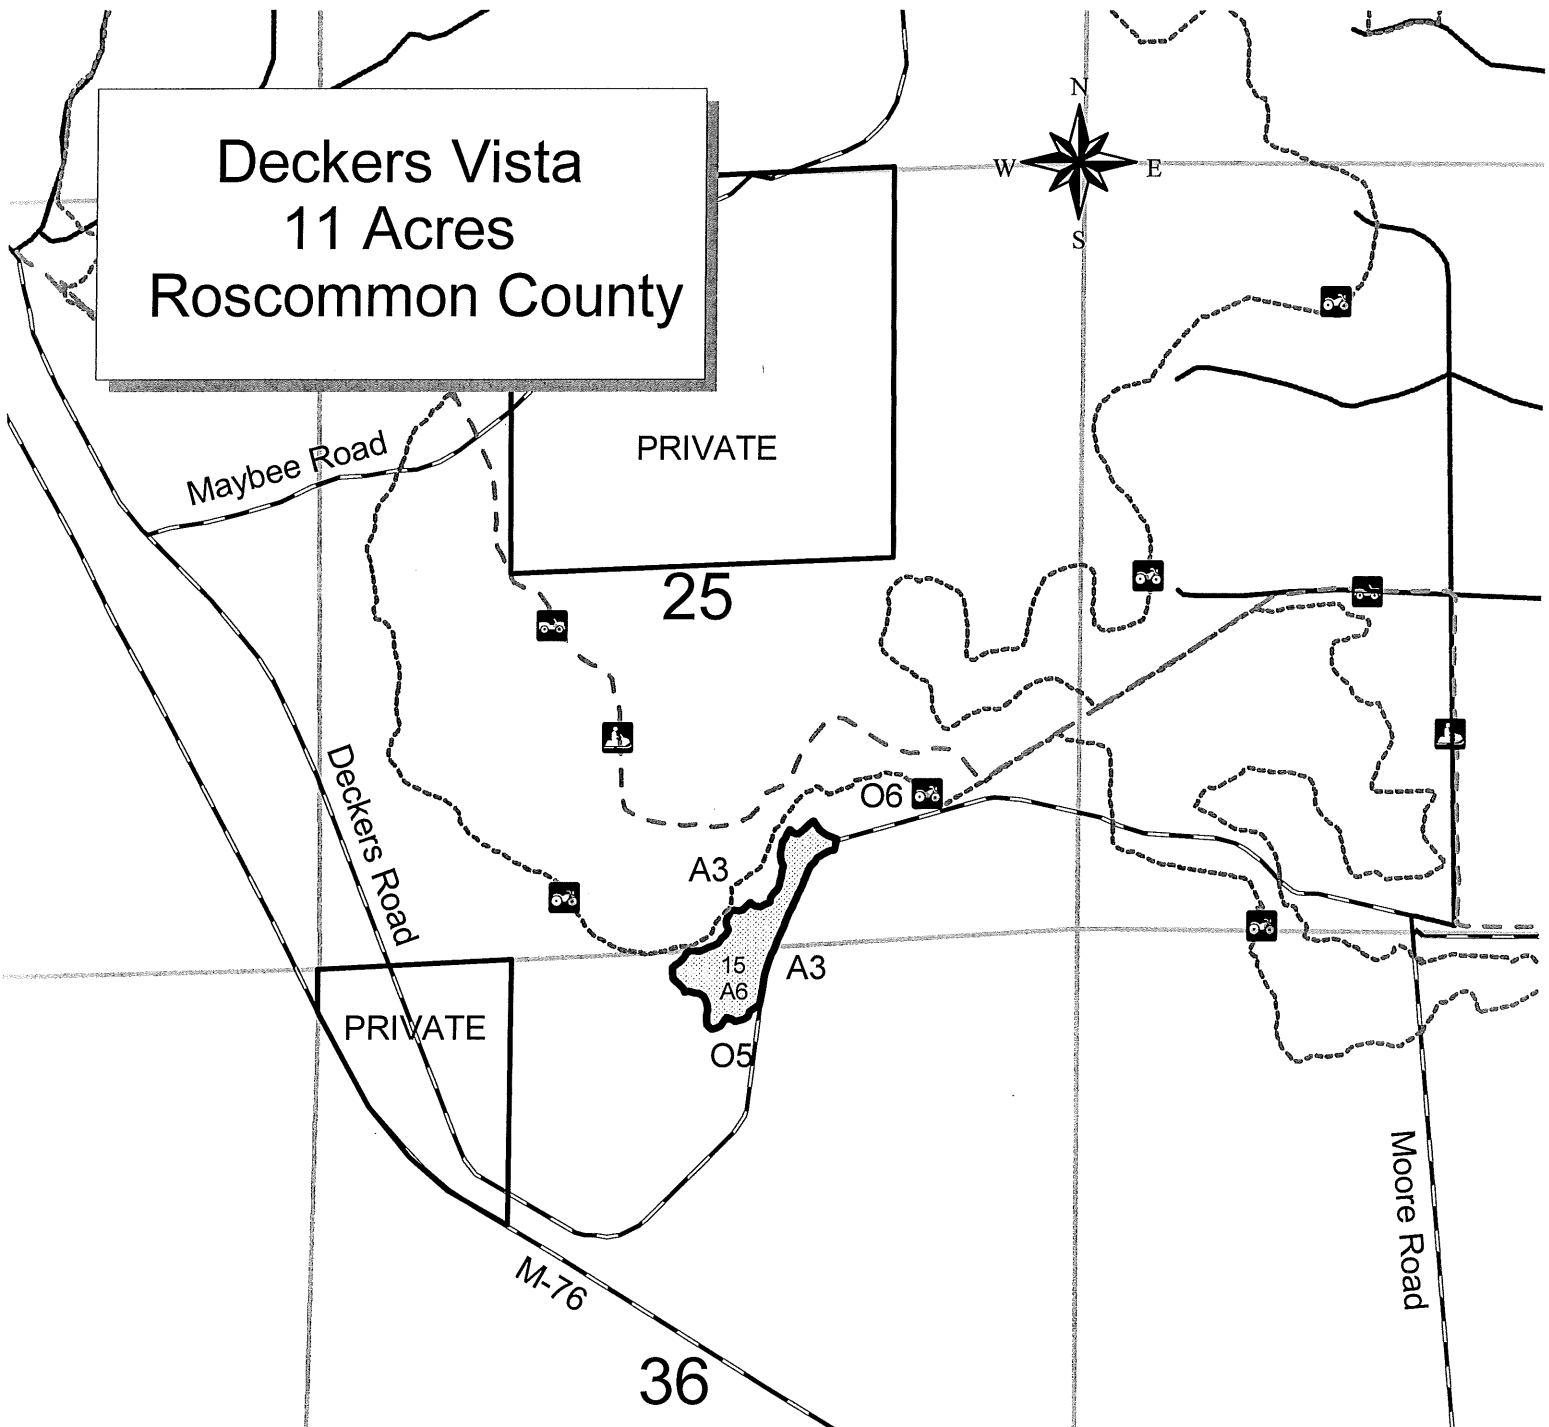 Deckers Vista
11 Acres
Roscommon County
N
W
E
S
PRIVATE
Maybee Road
25
Deckers Road
O6
A3
15
A6
A3
PRIVATE
O5
Moore Road
M-76
36